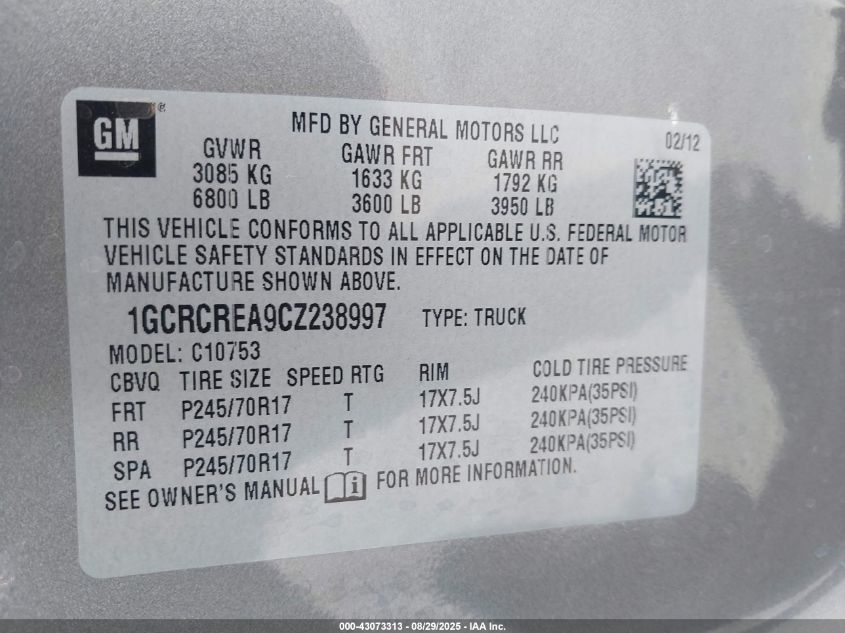 GM ®
MFD BY GENERAL MOTORS LLC
02/12
GVWR GAWR FRT GAWR RR
3085 KG 1633 KG 1792 KG
6800 LB 3600 LB 3950 LB
THIS VEHICLE CONFORMS TO ALL APPLICABLE U.S. FEDERAL MOTOR
VEHICLE SAFETY STANDARDS IN EFFECT ON THE DATE OF
MANUFACTURE SHOWN ABOVE.
1GCRCREA9CZ238997 TYPE: TRUCK
MODEL: C10753
CBVQ TIRE SIZE SPEED RTG RIM COLD TIRE PRESSURE
FRT P245/70R17 T 17X7.5J 240KPA(35PSI)
RR P245/70R17 T 17X7.5J 240KPA(35PSI)
SPA P245/70R17 T 17X7.5J 240KPA(35PSI)
SEE OWNER'S MANUAL i FOR MORE INFORMATION.
000-43073313 - 08/29/2025 - IAA Inc.